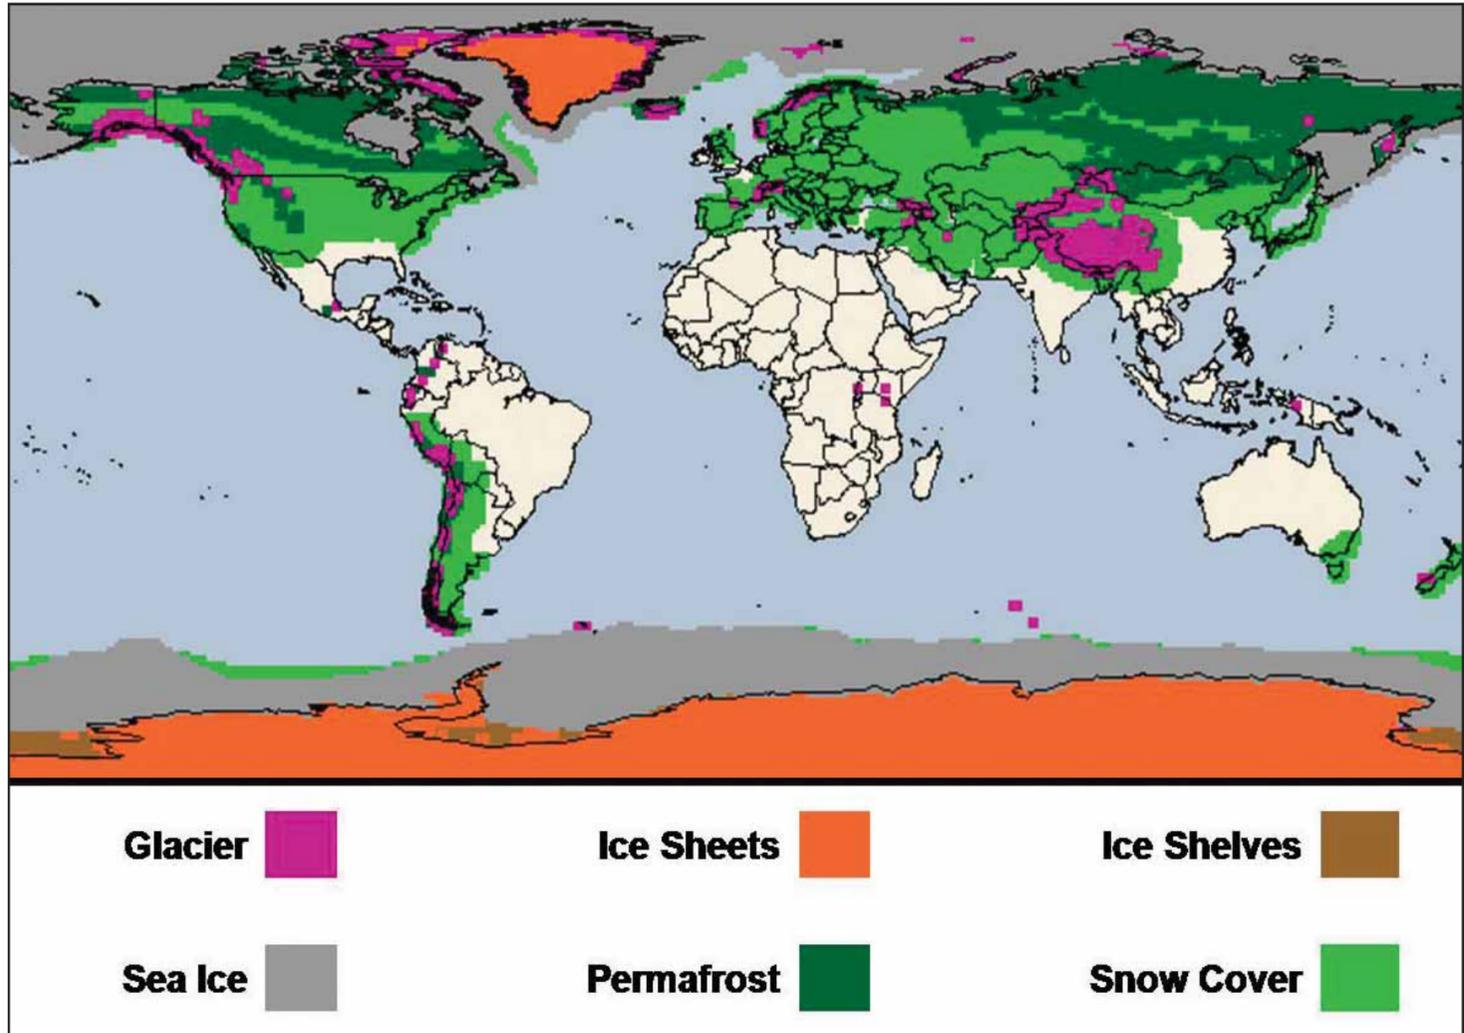 Glacier
Ice Sheets
Ice Shelves
Sea Ice
Permafrost
Snow Cover